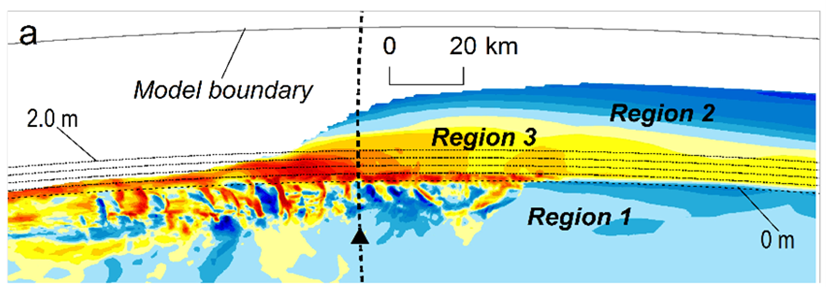 a
0 20 km
Model boundary
2.0 m
Region 2
Region 3
Region 1
0 m